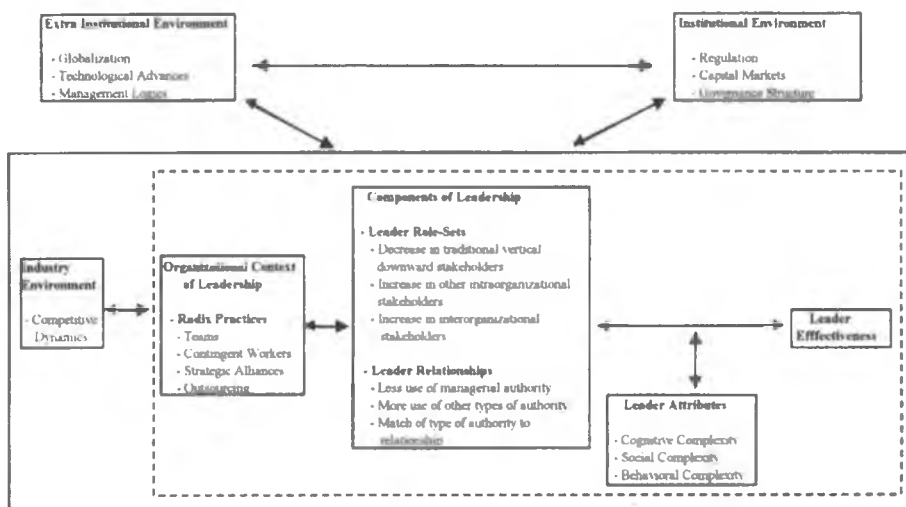 Extra Institutional Environment
- Globalization
- Technological Advances
- Management Logics
Institutional Environment
- Regulation
- Capital Markets
- Governance Structure
Industry
Environment
- Competitive
Dynamics
Organizational Context
of Leadership
- Radix Practices
- Teams
- Contingent Workers
- Strategic Alliances
- Outsourcing
Components of Leadership
- Leader Role-Sets
- Decrease in traditional vertical
downward stakeholders
- Increase in other intraorganizational
stakeholders
- Increase in interorganizational
stakeholders
- Leader Relationships
- Less use of managerial authority
- More use of other types of authority
- Match of type of authority to
relationship
Leader Attributes
- Cognitive Complexity
- Social Complexity
- Behavioral Complexity
Leader
Efffectiveness